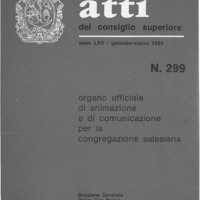 atti
del consiglio superiore
anno LXII - gennaio-marzo 1981
N. 299
organo ufficiale
di animazione
e di comunicazione
per la
congregazione salesiana
Direzione Generale